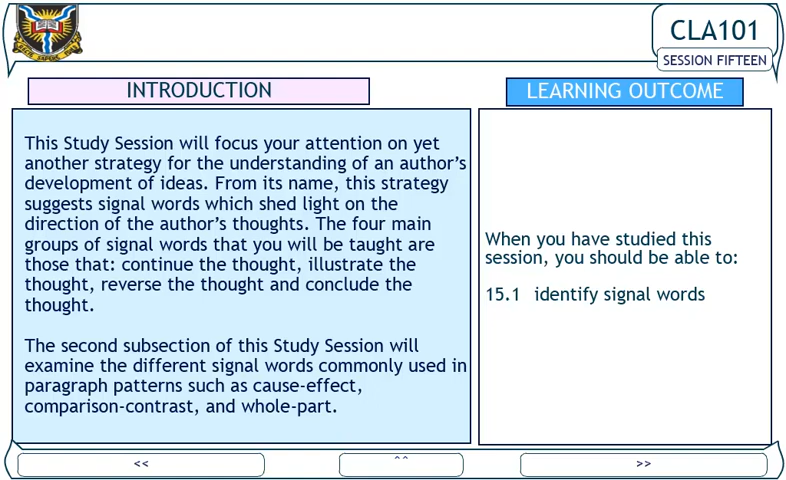 CLA101
SESSION FIFTEEN
INTRODUCTION
This Study Session will focus your attention on yet
another strategy for the understanding of an author's
development of ideas. From its name, this strategy
suggests signal words which shed light on the
direction of the author's thoughts. The four main
groups of signal words that you will be taught are
those that: continue the thought, illustrate the
thought, reverse the thought and conclude the
thought.
The second subsection of this Study Session will
examine the different signal words commonly used in
paragraph patterns such as cause-effect,
comparison-contrast, and whole-part.
LEARNING OUTCOME
When you have studied this
session, you should be able to:
15.1 identify signal words
<<
^^
>>